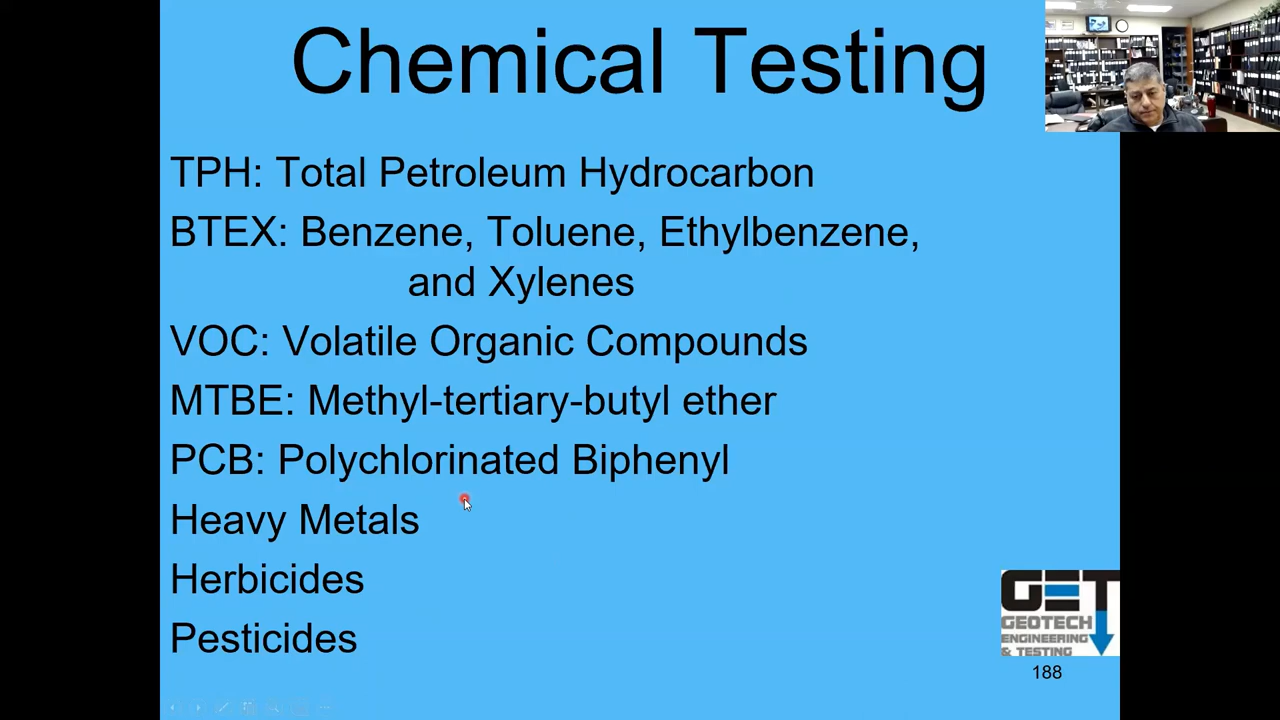 Chemical Testing
TPH: Total Petroleum Hydrocarbon
BTEX: Benzene, Toluene, Ethylbenzene,
and Xylenes
VOC: Volatile Organic Compounds
MTBE: Methyl-tertiary-butyl ether
PCB: Polychlorinated Biphenyl
Heavy Metals
Herbicides
Pesticides
GET
GEOTECH
ENGINEERING
& TESTING
188